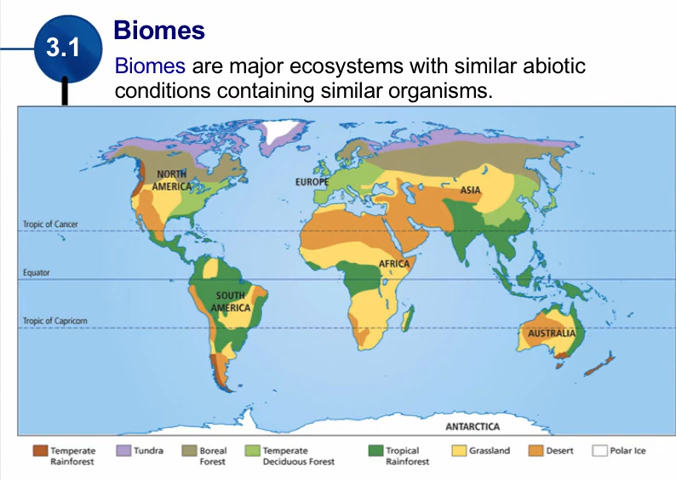 3.1
Biomes
Biomes are major ecosystems with similar abiotic
conditions containing similar organisms.
NORTH
AMERICA
EUROPE
ASIA
Tropic of Cancer
AFRICA
Equator
SOUTH
AMERICA
Tropic of Capricorn
AUSTRALIA
ANTARCTICA
Temperate
Rainforest
Tundra
Boreal
Forest
Temperate
Deciduous Forest
Tropical
Rainforest
Grassland
Desert
Polar Ice